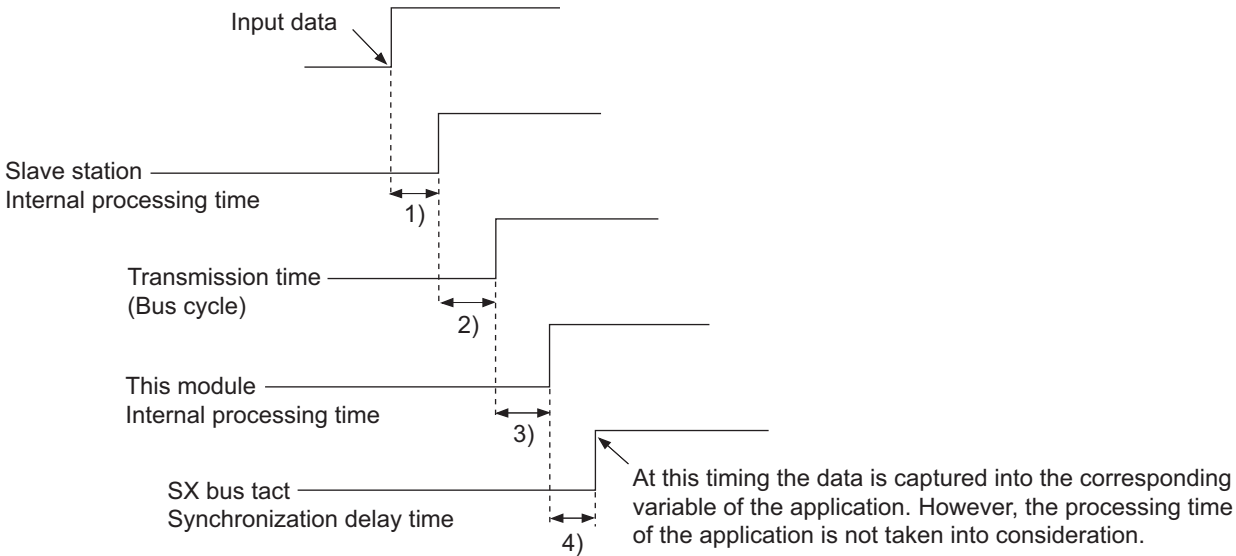 Input data
Slave station
Internal processing time
1)
Transmission time
(Bus cycle)
2)
This module
Internal processing time
3)
SX bus tact
Synchronization delay time
4)
At this timing the data is captured into the corresponding
variable of the application. However, the processing time
of the application is not taken into consideration.